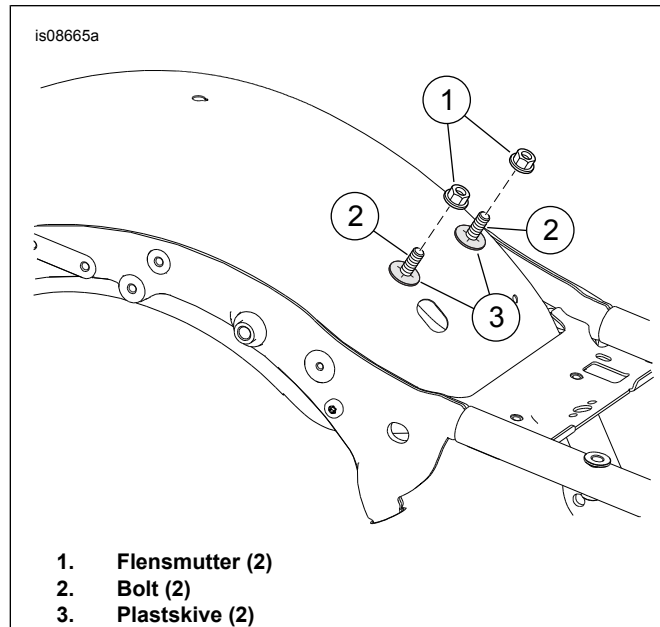 is08665a
1
2
2
3
1. Flensmutter (2)
2. Bolt (2)
3. Plastskive (2)